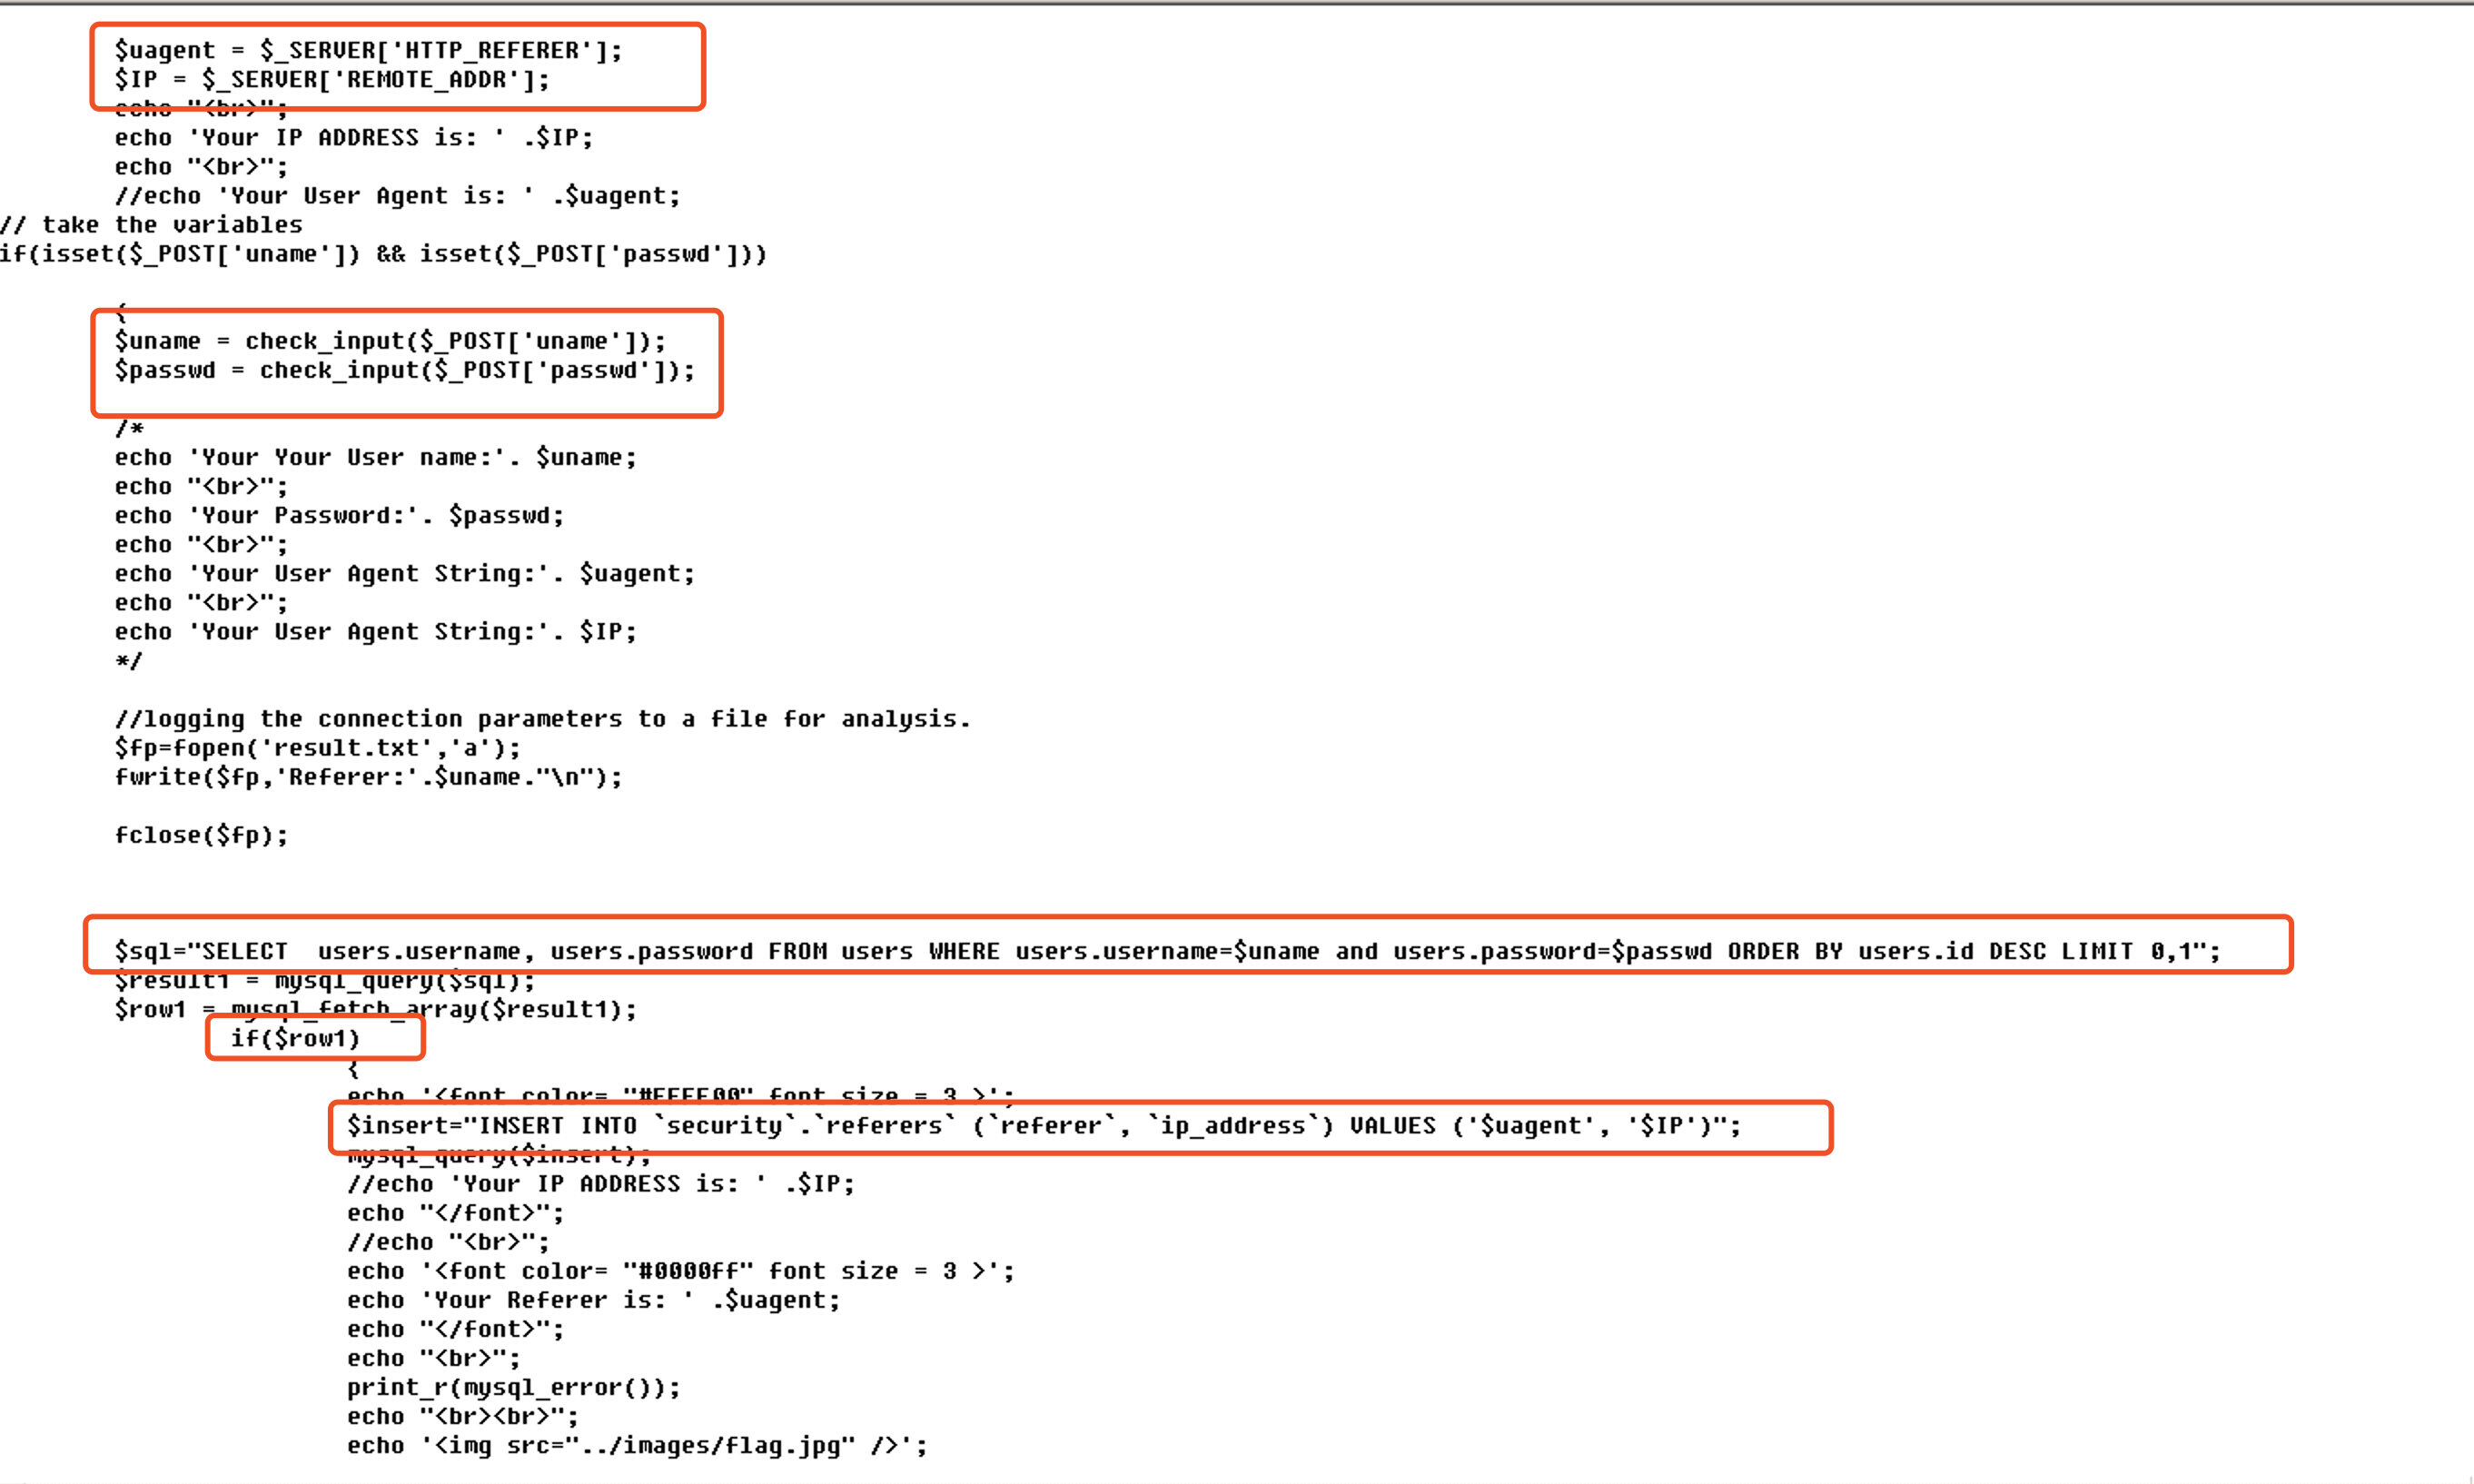 $uagent = $_SERVER['HTTP_REFERER'];
$IP = $_SERVER['REMOTE_ADDR'];
echo "<br>";
echo 'Your IP ADDRESS is: ' .$IP;
echo "<br>";
//echo 'Your User Agent is: ' .$uagent;
// take the variables
if(isset($_POST['uname']) && isset($_POST['passwd']))
{
$uname = check_input($_POST['uname']);
$passwd = check_input($_POST['passwd']);
/*
echo 'Your Your User name:'. $uname;
echo "<br>";
echo 'Your Password:'. $passwd;
echo "<br>";
echo 'Your User Agent String:'. $uagent;
echo "<br>";
echo 'Your User Agent String:'. $IP;
*/
//logging the connection parameters to a file for analysis.
$fp=fopen('result.txt','a');
fwrite($fp,'Referer:'.$uname."\n");
fclose($fp);
$sql="SELECT  users.username, users.password FROM users WHERE users.username=$uname and users.password=$passwd ORDER BY users.id DESC LIMIT 0,1";
$result1 = mysql_query($sql);
$row1 = mysql_fetch_array($result1);
if($row1)
{
echo '<font color= "#FFFF00" font size = 3 >';
$insert="INSERT INTO `security`.`referers` (`referer`, `ip_address`) VALUES ('$uagent', '$IP')";
mysql_query($insert);
//echo 'Your IP ADDRESS is: ' .$IP;
echo "</font>";
//echo "<br>";
echo '<font color= "#0000ff" font size = 3 >';
echo 'Your Referer is: ' .$uagent;
echo "</font>";
echo "<br>";
print_r(mysql_error());
echo "<br><br>";
echo '<img src="../images/flag.jpg" />';